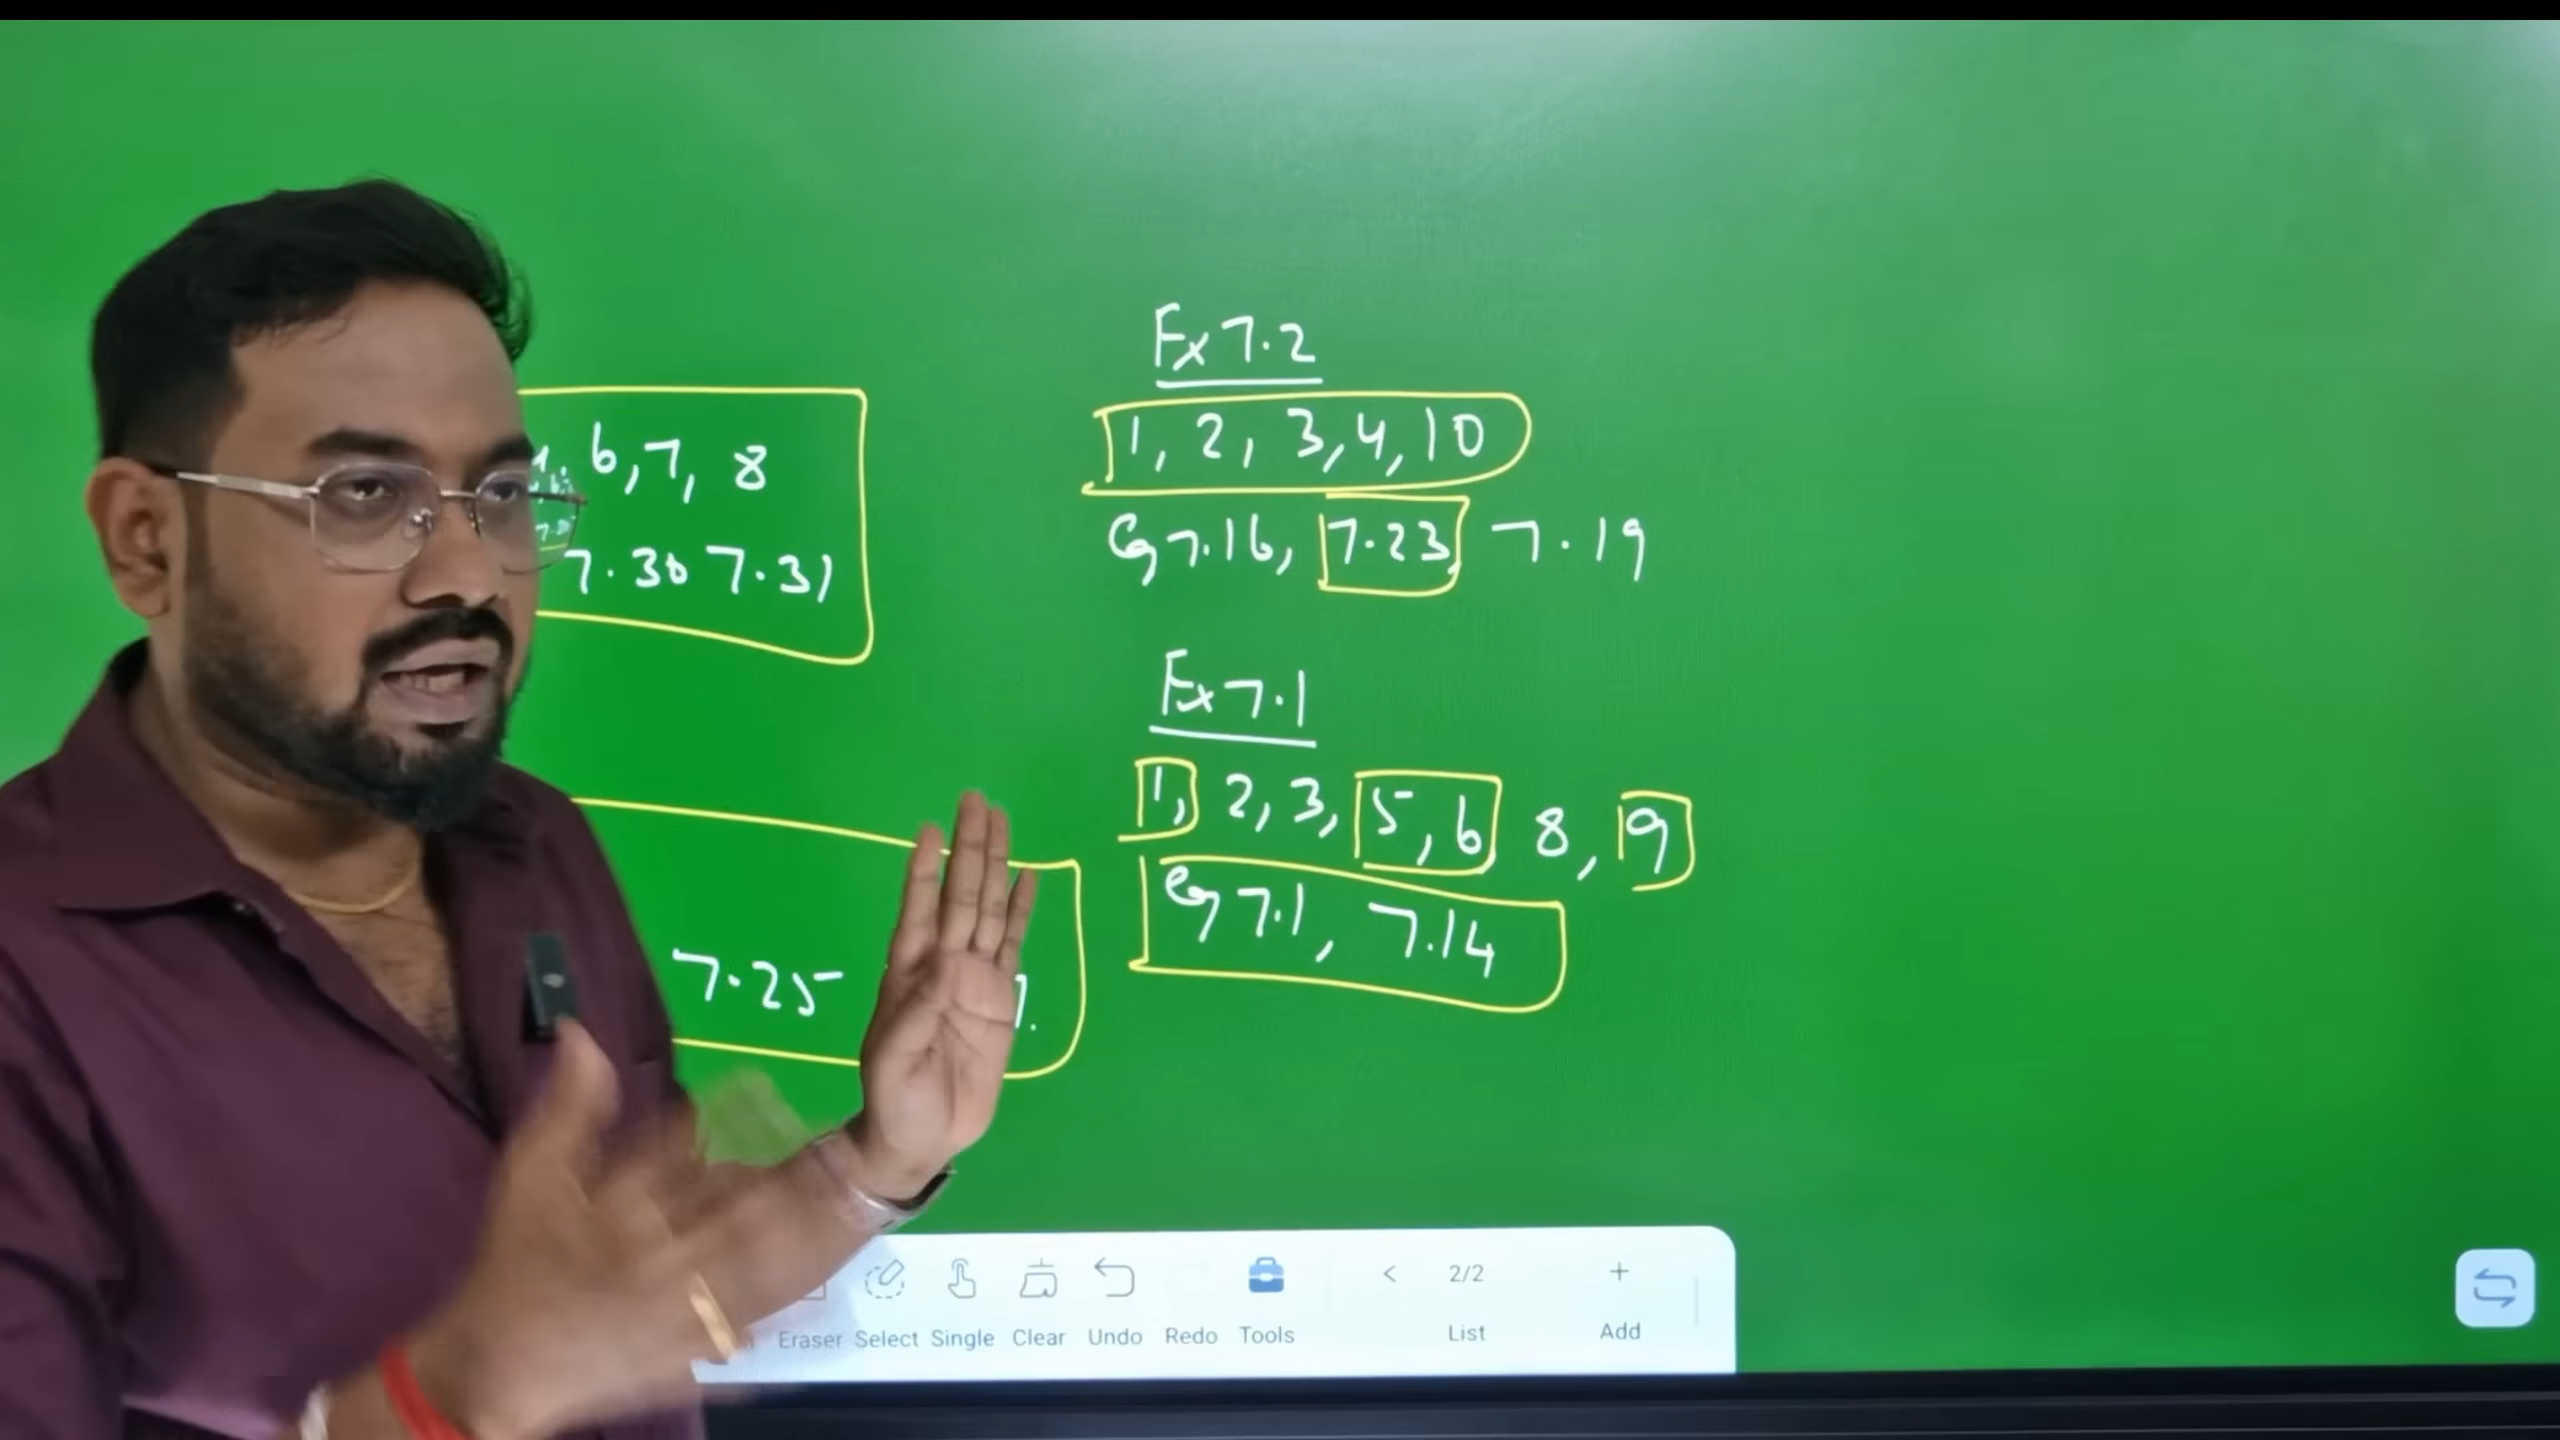 6, 7, 8
7.30 7.31
7.25
Ex 7.2
1, 2, 3, 4, 10
Eg 7.16, 7.23, 7.19
Ex 7.1
1, 2, 3, 5, 6, 8, 9
Eg 7.1, 7.14
Eraser Select Single Clear Undo Redo Tools
< 2/2 +
List Add